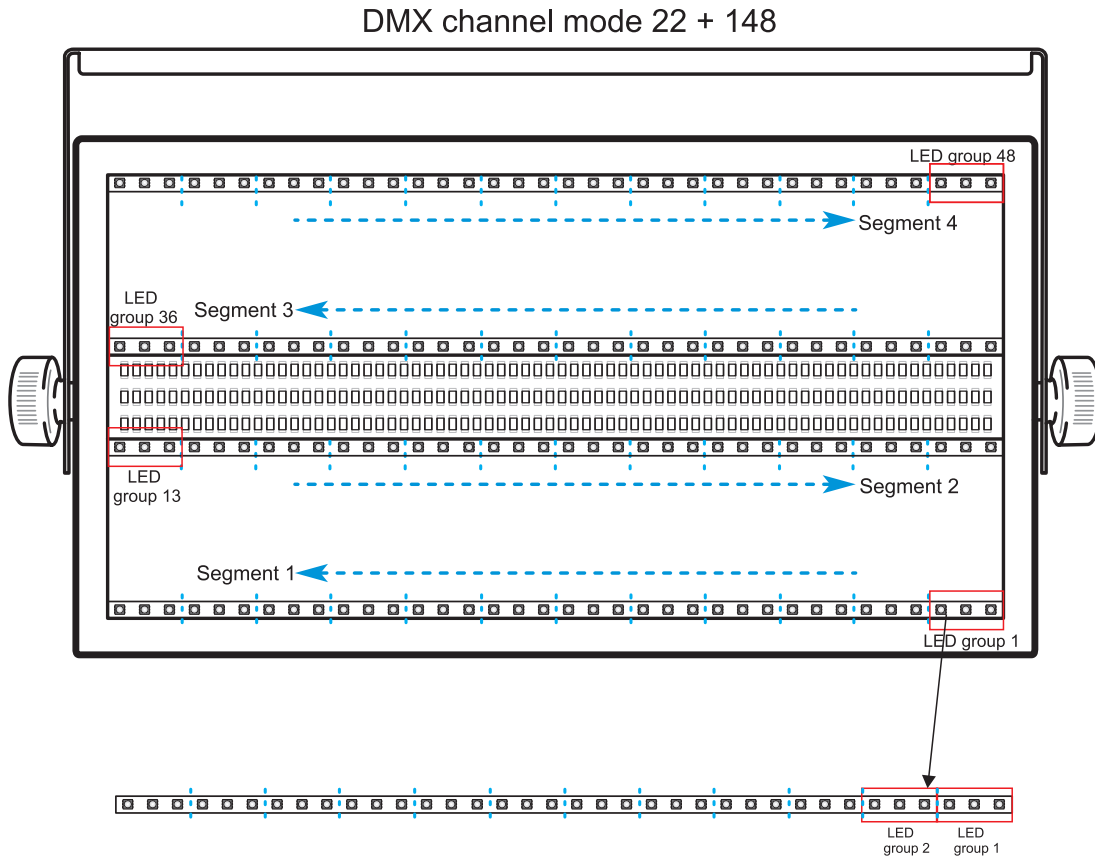 DMX channel mode 22 + 148
LED group 48
Segment 4
LED
group 36
Segment 3
LED
group 13
Segment 2
Segment 1
LED group 1
LED
group 2
LED
group 1